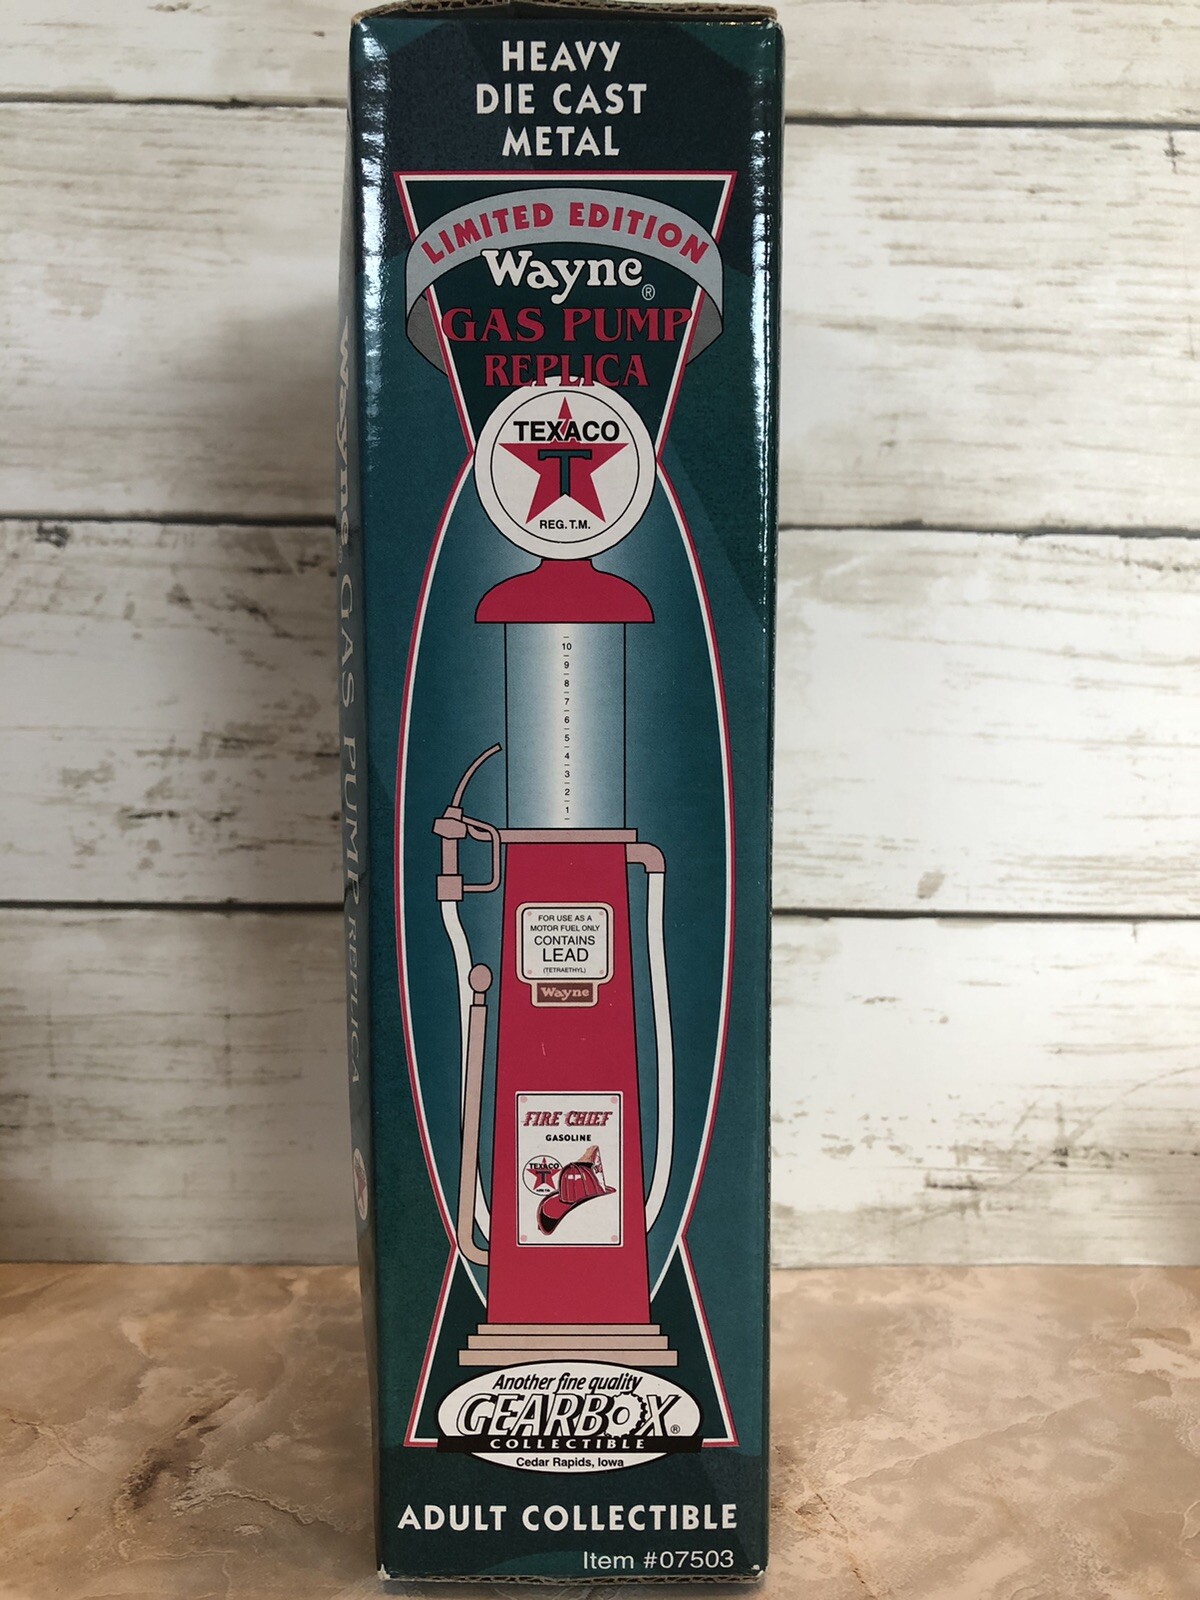 HEAVY
DIE CAST
METAL
LIMITED EDITION
Wayne®
GAS PUMP
REPLICA
TEXACO
T
REG. T.M.
10
9
8
7
6
5
4
3
2
1
FOR USE AS A
MOTOR FUEL ONLY
CONTAINS
LEAD
(TETRAETHYL)
Wayne
FIRE CHIEF
GASOLINE
TEXACO
T
Another fine quality
GEARBOX®
COLLECTIBLE
Cedar Rapids, Iowa
ADULT COLLECTIBLE
Item #07503
Wayne GAS PUMP REPLICA